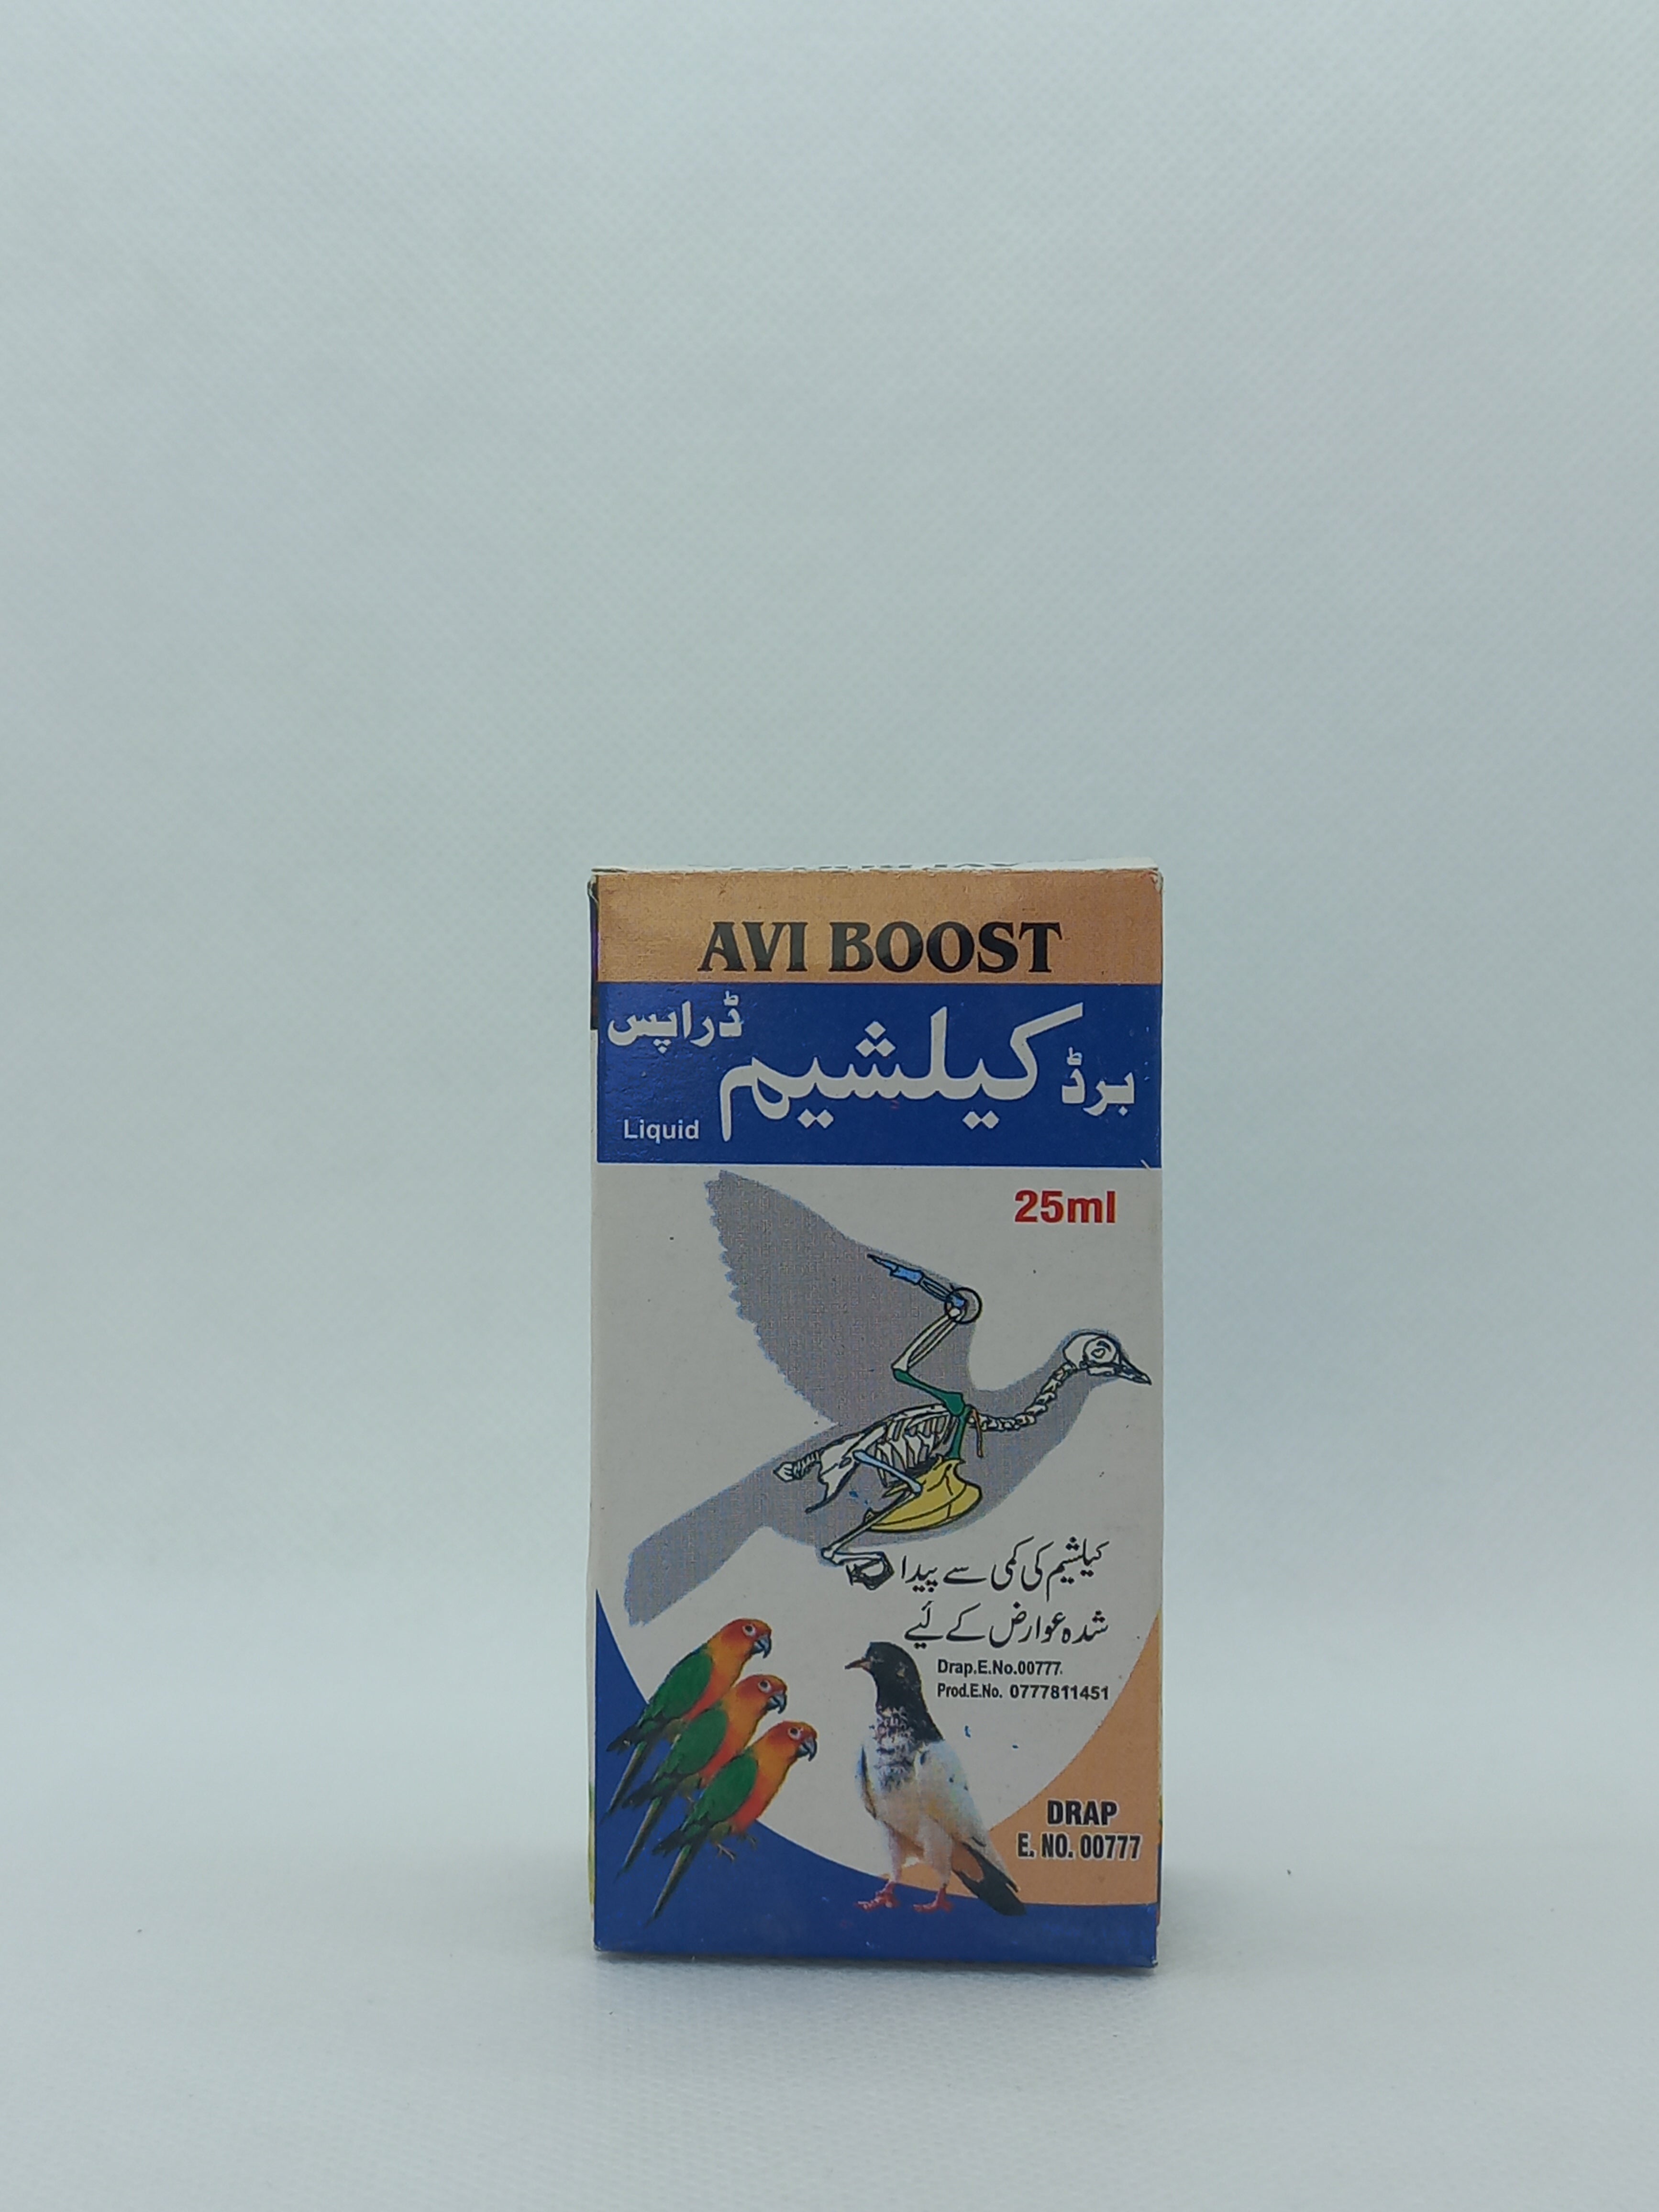 AVI BOOST
برڈ کیلشیم ڈراپس
Liquid
25ml
کیلشیم کی کمی سے پیدا
شدہ عوارض کے لئیے
Drap.E.No.00777.
Prod.E.No. 0777811451
DRAP
E. NO. 00777